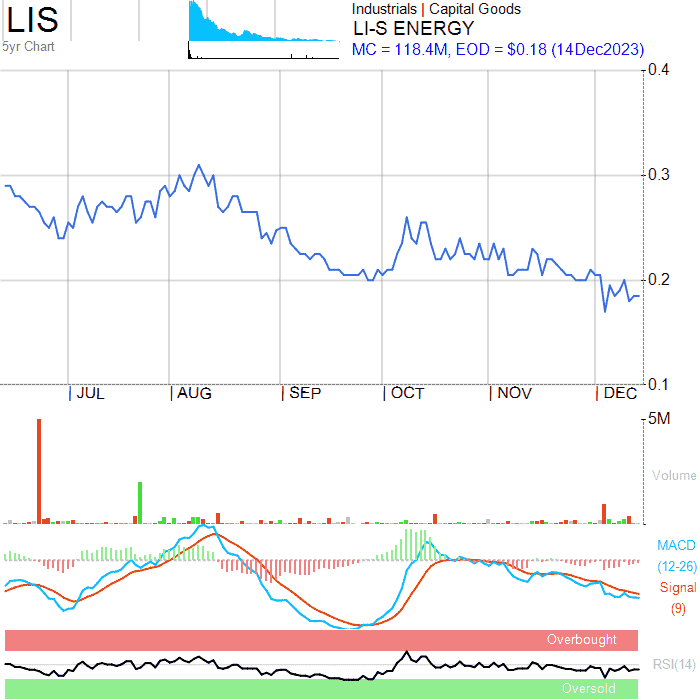 LIS
5yr Chart
Industrials | Capital Goods
LI-S ENERGY
MC = 118.4M, EOD = $0.18 (14Dec2023)
0.4
0.3
0.2
0.1
JUL AUG SEP OCT NOV DEC
5M
Volume
MACD
(12-26)
Signal
(9)
Overbought
RSI(14)
Oversold